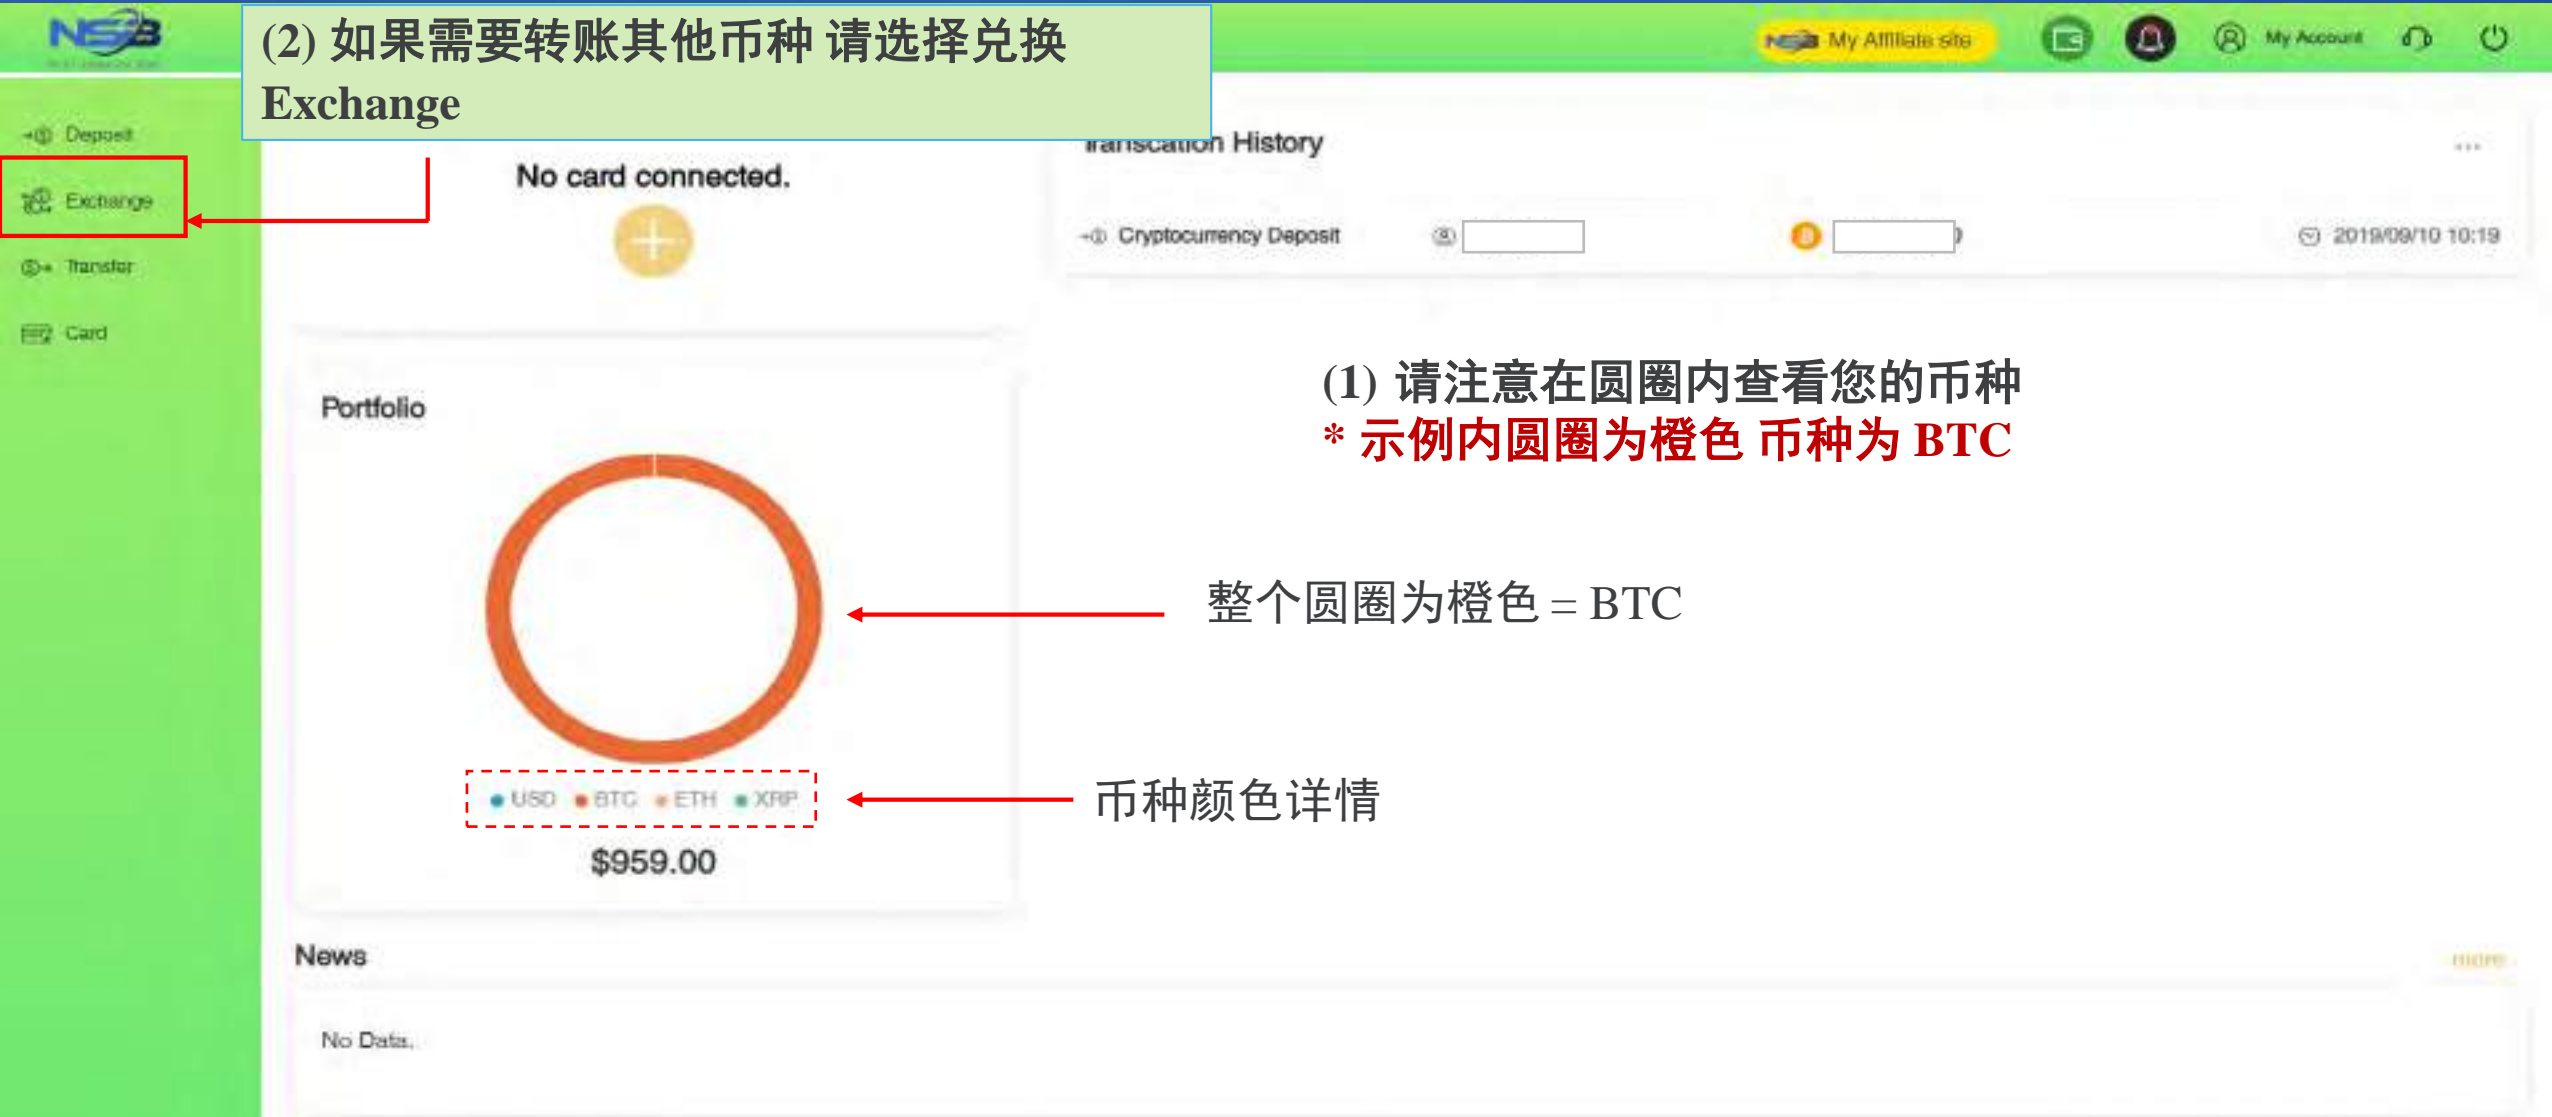 NSB
(2) 如果需要转账其他币种 请选择兑换
Exchange
My Affiliate site
My Account
Deposit
Exchange
Transfer
Card
No card connected.
Transcation History
Cryptocurrency Deposit
2019/09/10 10:19
(1) 请注意在圆圈内查看您的币种
* 示例内圆圈为橙色 币种为 BTC
Portfolio
整个圆圈为橙色 = BTC
币种颜色详情
USD BTC ETH XRP
$959.00
News
more
No Data.